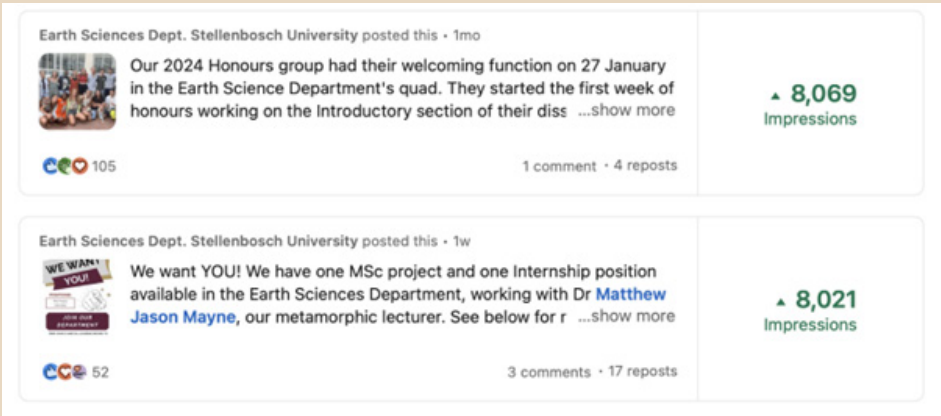 Earth Sciences Dept. Stellenbosch University posted this • 1mo
Our 2024 Honours group had their welcoming function on 27 January
in the Earth Science Department's quad. They started the first week of
honours working on the Introductory section of their diss ...show more
▲ 8,069
Impressions
105
1 comment • 4 reposts
Earth Sciences Dept. Stellenbosch University posted this • 1w
WE WANT
YOU!
JOIN OUR
DEPARTMENT
We want YOU! We have one MSc project and one Internship position
available in the Earth Sciences Department, working with Dr Matthew
Jason Mayne, our metamorphic lecturer. See below for r ...show more
▲ 8,021
Impressions
52
3 comments • 17 reposts